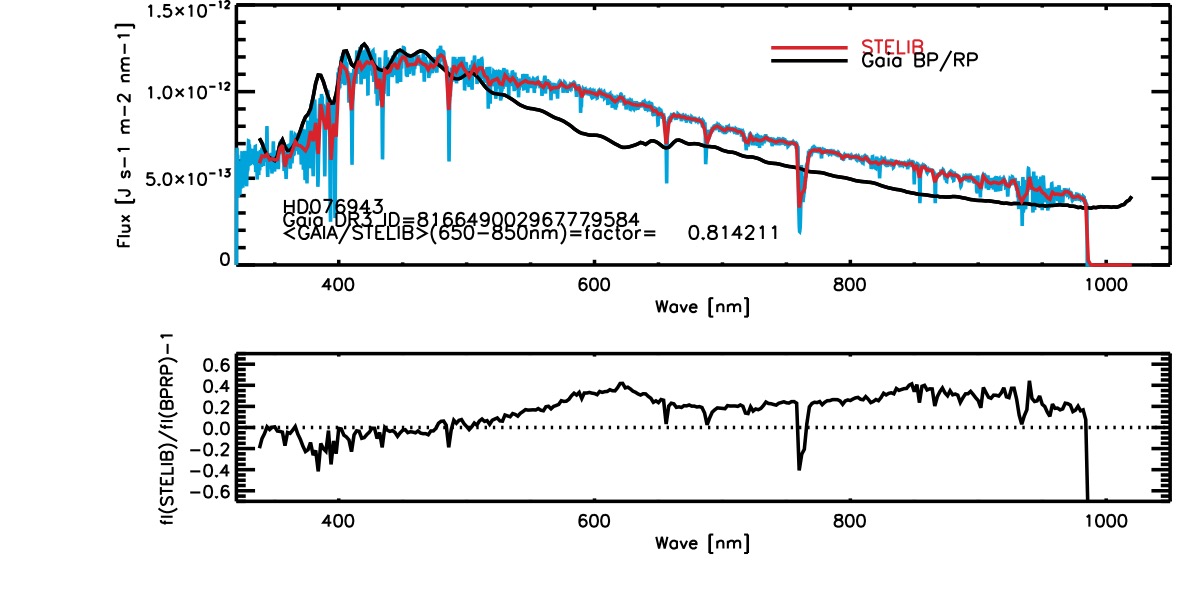 1.5×10−12
1.0×10−12
5.0×10−13
0
Flux [J s−1 m−2 nm−1]
STELIB
Gaia BP/RP
HD076943
Gaia DR3 ID=816649002967779584
<GAIA/STELIB>(650−850nm)=factor= 0.814211
400 600 800 1000
Wave [nm]
fl(STELIB)/fl(BPRP)−1
0.6
0.4
0.2
0.0
−0.2
−0.4
−0.6
400 600 800 1000
Wave [nm]